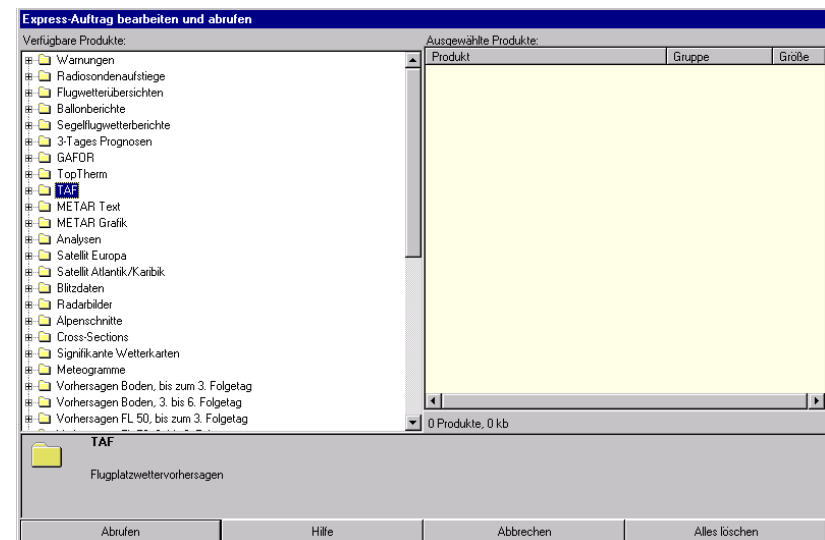 Express-Auftrag bearbeiten und abrufen
Verfügbare Produkte:
Warnungen
Radiosondenaufstiege
Flugwetterübersichten
Ballonberichte
Segelflugwetterberichte
3-Tages Prognosen
GAFOR
TopTherm
TAF
METAR Text
METAR Grafik
Analysen
Satellit Europa
Satellit Atlantik/Karibik
Blitzdaten
Radarbilder
Alpenschnitte
Cross-Sections
Signifikante Wetterkarten
Meteogramme
Vorhersagen Boden, bis zum 3. Folgetag
Vorhersagen Boden, 3. bis 6. Folgetag
Vorhersagen FL 50, bis zum 3. Folgetag
Ausgewählte Produkte:
Produkt Gruppe Größe
0 Produkte, 0 kb
TAF
Flugplatzwettervorhersagen
Abrufen Hilfe Abbrechen Alles löschen